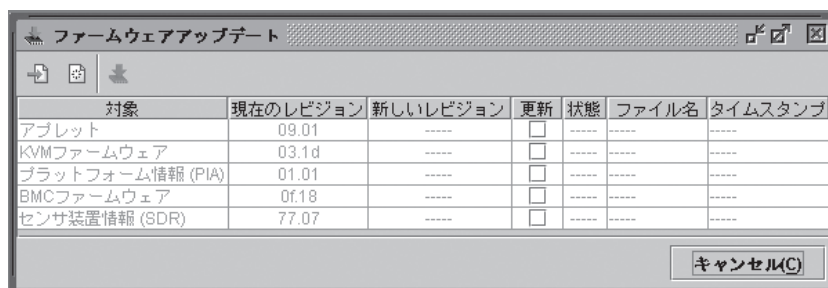 ファームウェアアップデート
対象 現在のレビジョン 新しいレビジョン 更新 状態 ファイル名 タイムスタンプ
アプレット 09.01 ----- ----- ----- -----
KVMファームウェア 03.1d ----- ----- ----- -----
プラットフォーム情報 (PIA) 01.01 ----- ----- ----- -----
BMCファームウェア 0f.18 ----- ----- ----- -----
センサ装置情報 (SDR) 77.07 ----- ----- ----- -----
キャンセル(C)